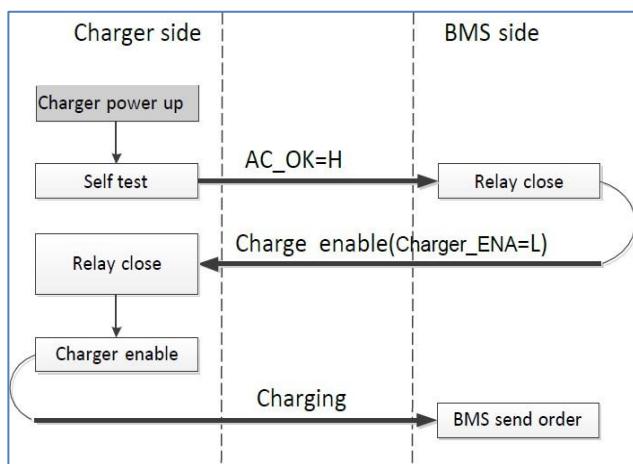 Charger side
BMS side
Charger power up
AC_OK=H
Self test
Relay close
Charge enable(Charger_ENA=L)
Relay close
Charger enable
Charging
BMS send order